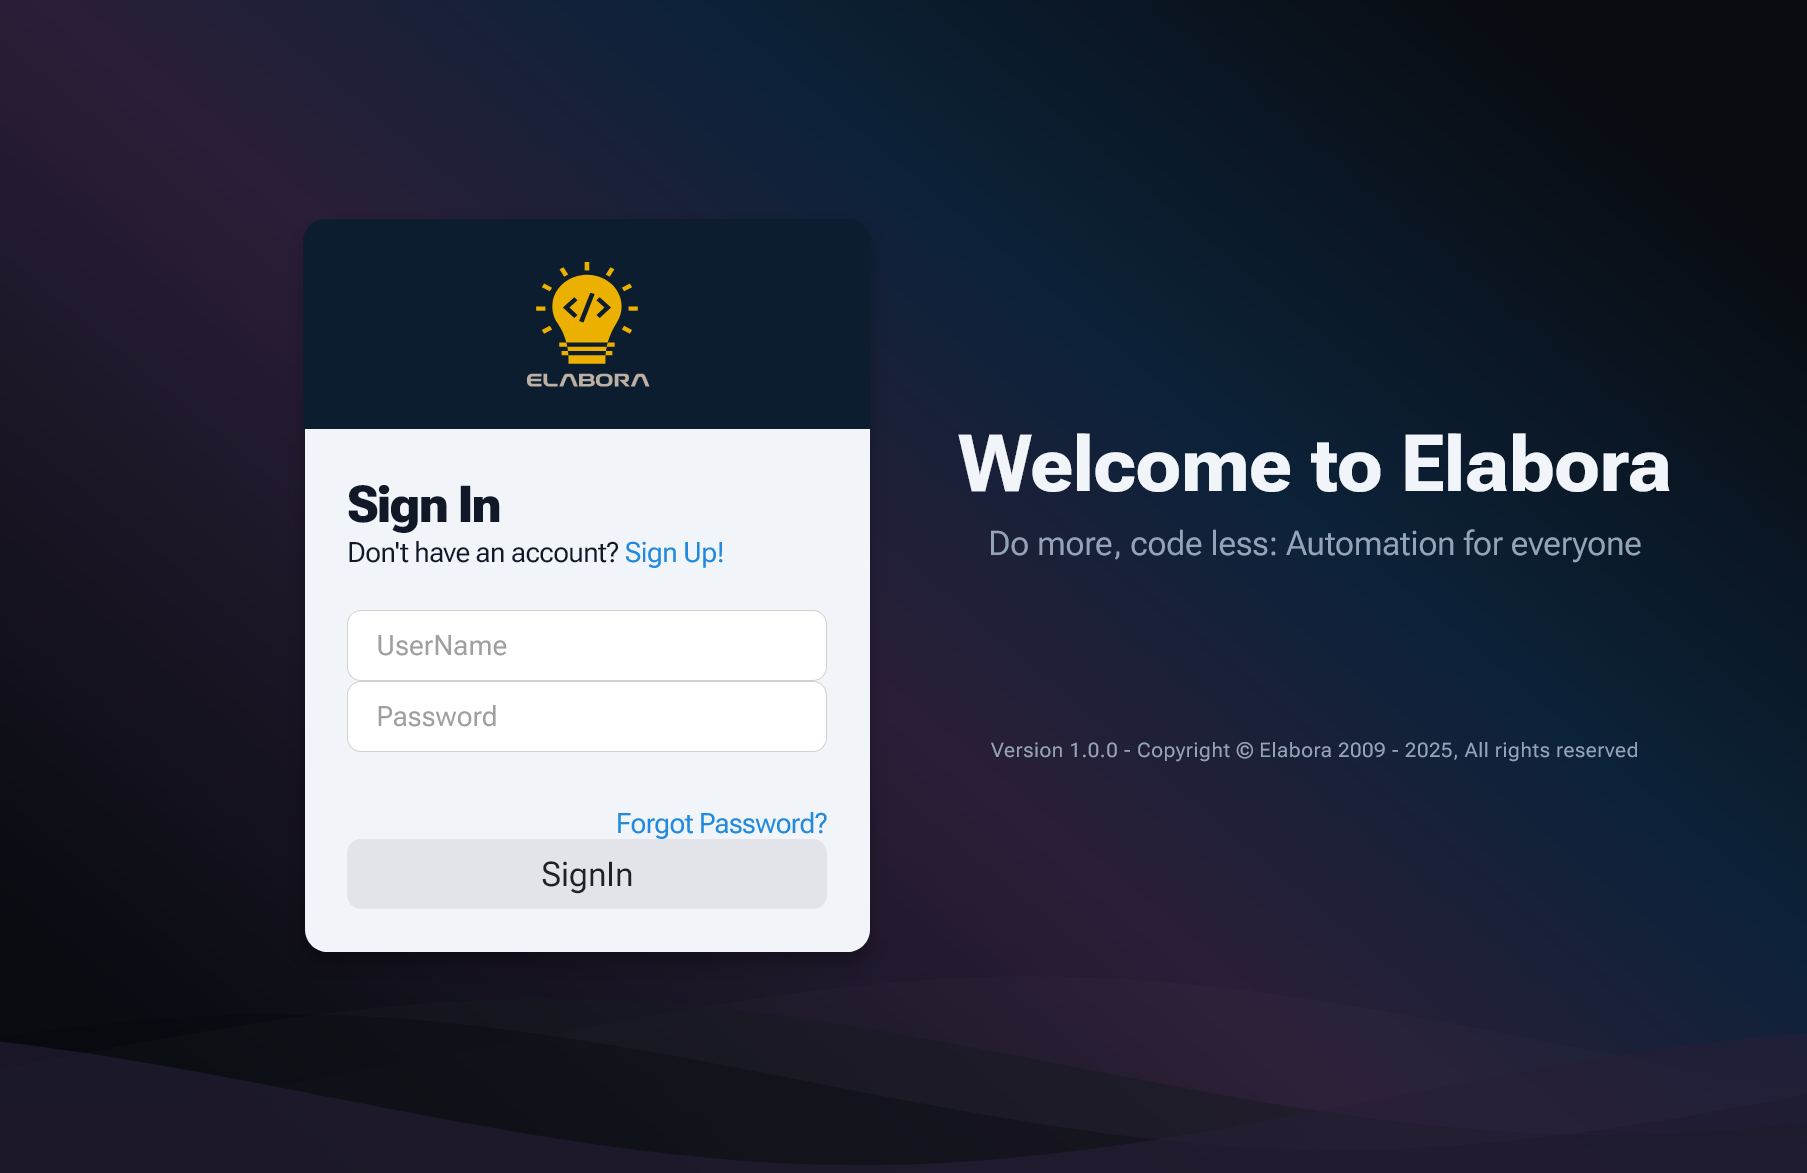 </>
ELABORA
Sign In
Don't have an account? Sign Up!
UserName
Password
Forgot Password?
SignIn
Welcome to Elabora
Do more, code less: Automation for everyone
Version 1.0.0 - Copyright © Elabora 2009 - 2025, All rights reserved